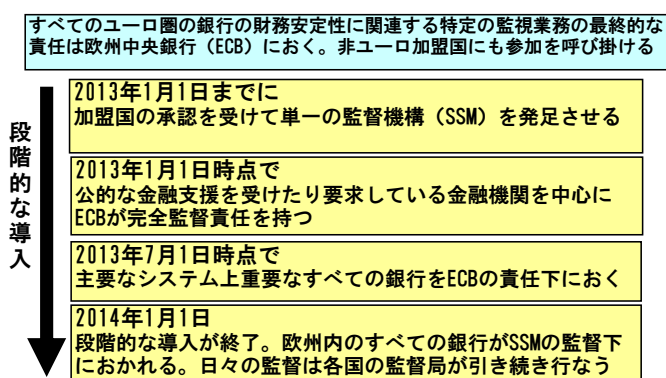 すべてのユーロ圏の銀行の財務安定性に関連する特定の監視業務の最終的な
責任は欧州中央銀行（ECB）におく。非ユーロ加盟国にも参加を呼び掛ける
段階的な導入
2013年1月1日までに
加盟国の承認を受けて単一の監督機構（SSM）を発足させる
2013年1月1日時点で
公的な金融支援を受けたり要求している金融機関を中心に
ECBが完全監督責任を持つ
2013年7月1日時点で
主要なシステム上重要なすべての銀行をECBの責任下におく
2014年1月1日
段階的な導入が終了。欧州内のすべての銀行がSSMの監督下
におかれる。日々の監督は各国の監督局が引き続き行なう